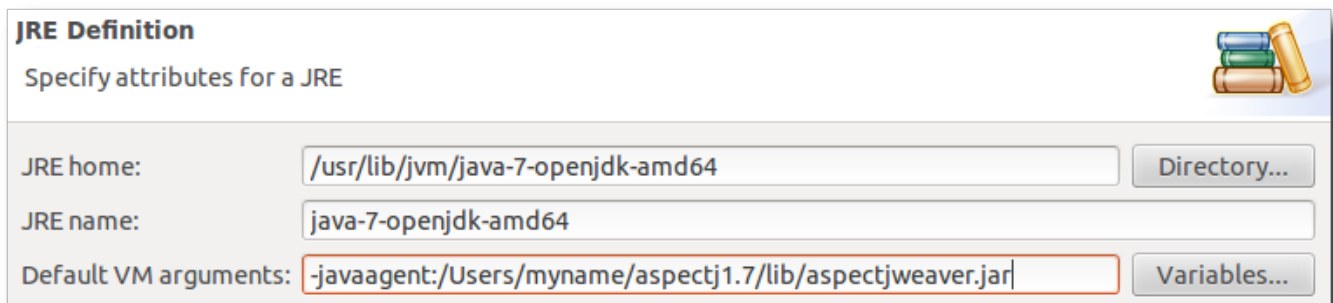 JRE Definition
Specify attributes for a JRE
JRE home: /usr/lib/jvm/java-7-openjdk-amd64 Directory...
JRE name: java-7-openjdk-amd64
Default VM arguments: -javaagent:/Users/myname/aspectj1.7/lib/aspectjweaver.jar Variables...